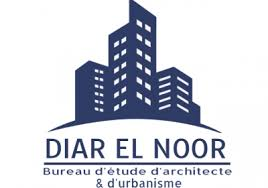 DIAR EL NOOR
Bureau d'étude d'architecte
& d'urbanisme